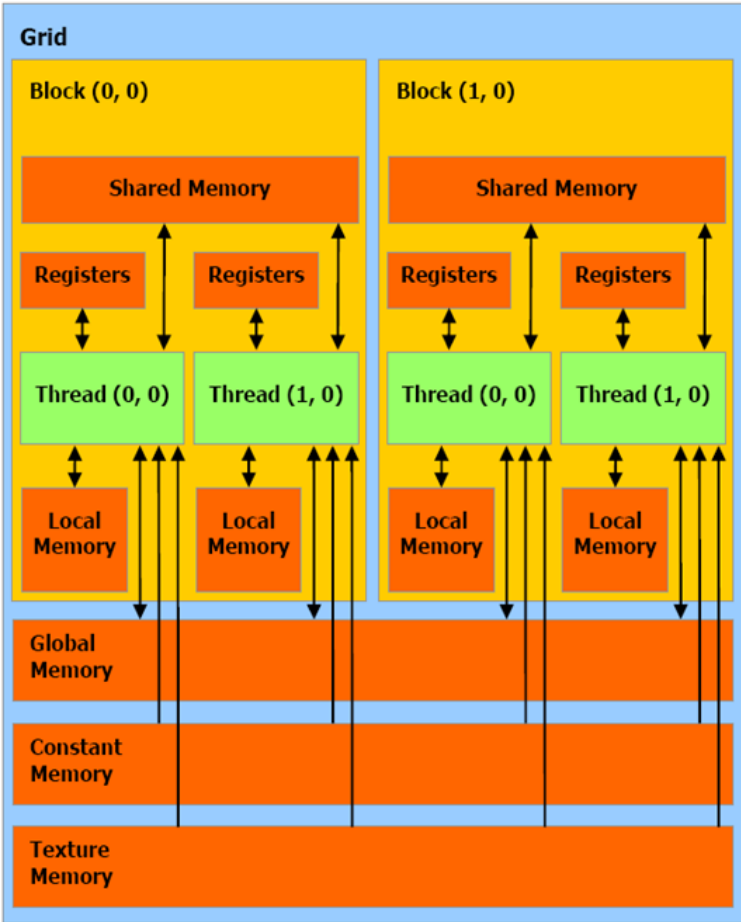 Grid
Block (0, 0)
Block (1, 0)
Shared Memory
Shared Memory
Registers
Registers
Registers
Registers
Thread (0, 0)
Thread (1, 0)
Thread (0, 0)
Thread (1, 0)
Local
Memory
Local
Memory
Local
Memory
Local
Memory
Global
Memory
Constant
Memory
Texture
Memory